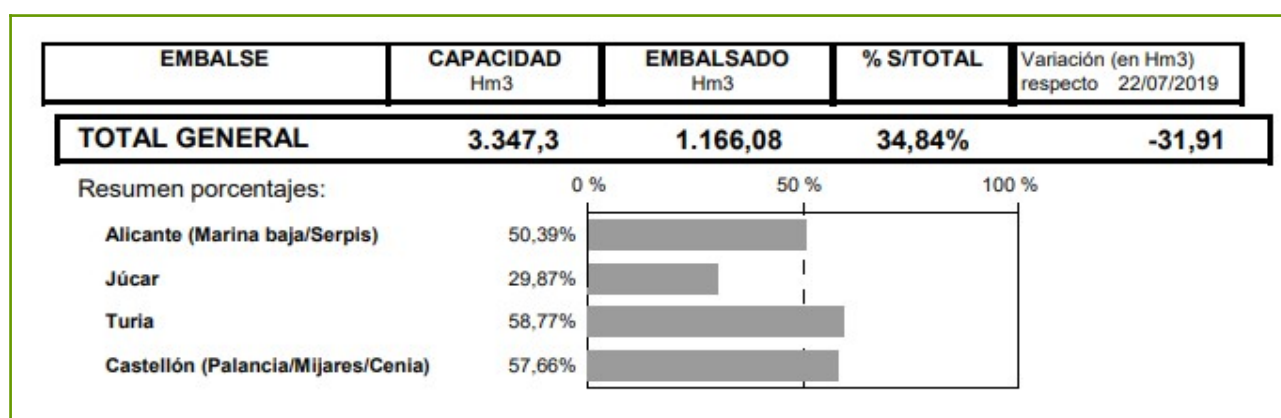 EMBALSE CAPACIDAD EMBALSADO % S/TOTAL Variación (en Hm3)
Hm3 Hm3 respecto 22/07/2019
TOTAL GENERAL 3.347,3 1.166,08 34,84% -31,91
Resumen porcentajes: 0 % 50 % 100 %
Alicante (Marina baja/Serpis) 50,39%
Júcar 29,87%
Turia 58,77%
Castellón (Palancia/Mijares/Cenia) 57,66%